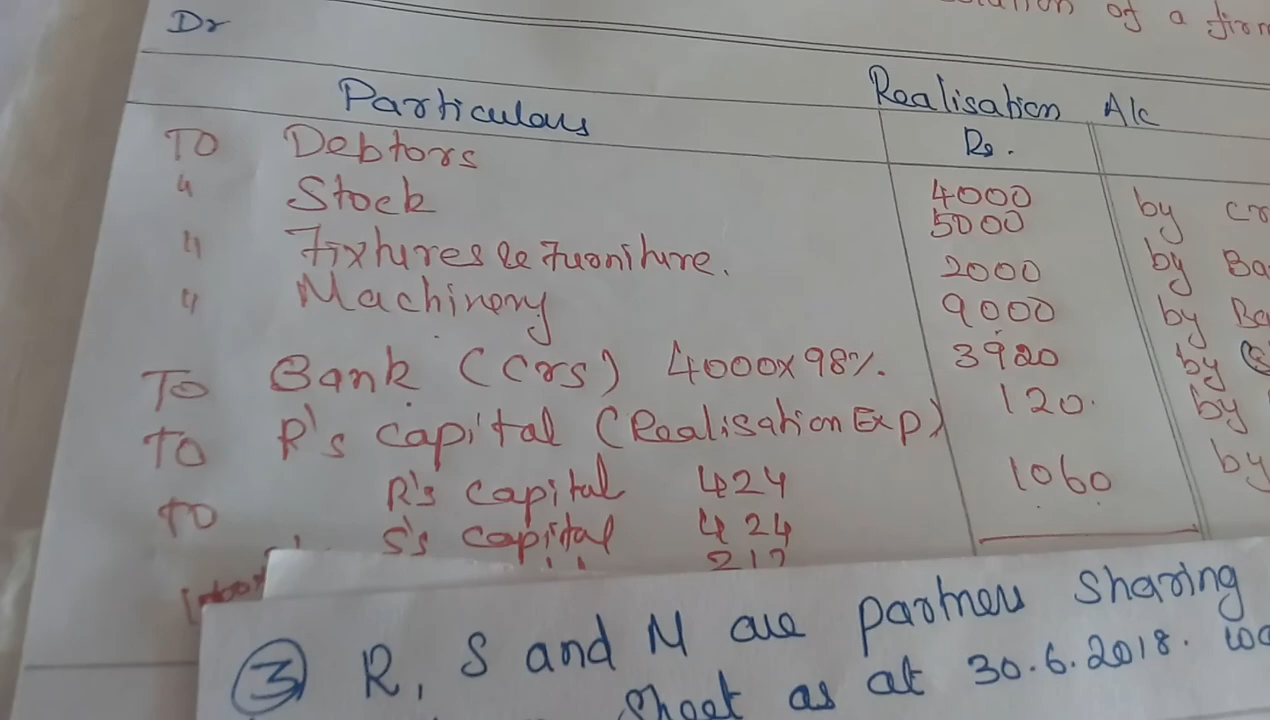 of a firm
Dr
Realisation A/c
Particulars Rs.
TO Debtors 4000 by
" Stock 5000 by
" Fixtures & Furniture. 2000 by
" Machinery 9000 by
To Bank (Crs) 4000x98%. 3920 by
To R's capital (Realisation Exp) 120. by
To R's capital 424 1060
S's capital 424
212
③ R, S and M are partners sharing
sheet as at 30.6.2018.